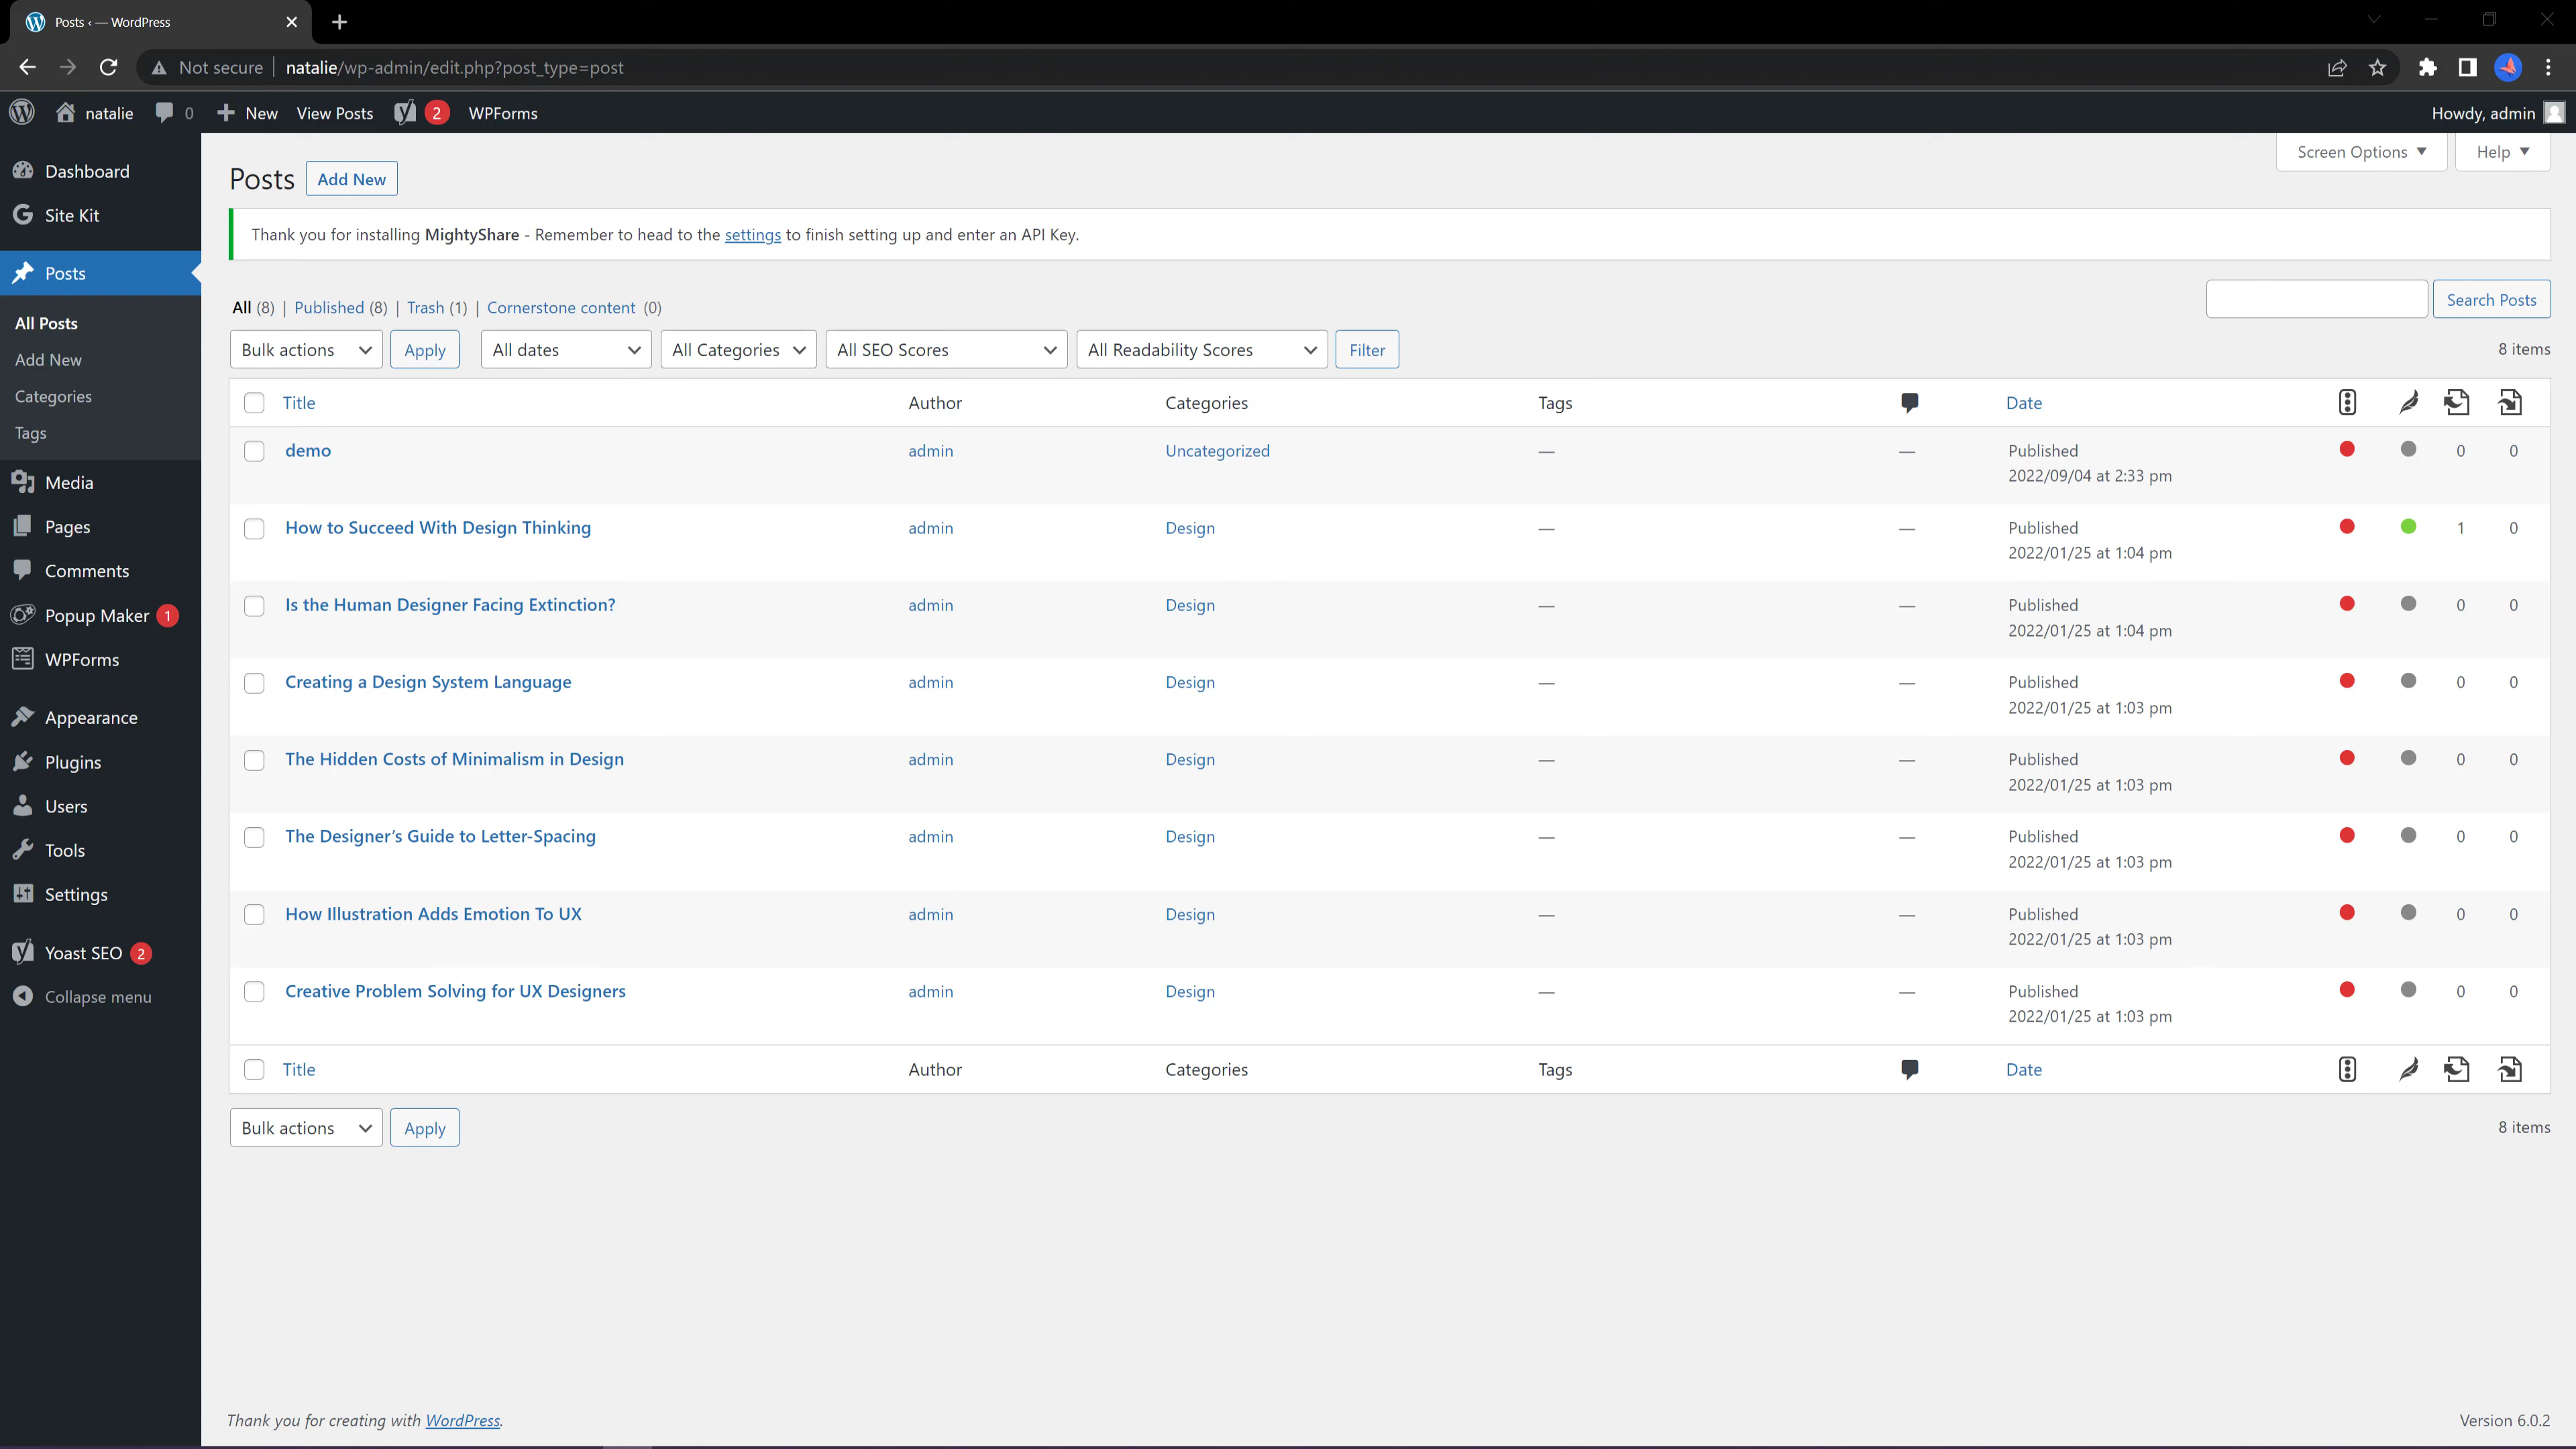 Posts ‹ — WordPress
Not secure natalie/wp-admin/edit.php?post_type=post
natalie 0 New View Posts 2 WPForms Howdy, admin
Screen Options Help
Dashboard
Site Kit
Posts
All Posts
Add New
Categories
Tags
Media
Pages
Comments
Popup Maker 1
WPForms
Appearance
Plugins
Users
Tools
Settings
Yoast SEO 2
Collapse menu
Posts Add New
Thank you for installing MightyShare - Remember to head to the settings to finish setting up and enter an API Key.
All (8) | Published (8) | Trash (1) | Cornerstone content (0)
Search Posts
Bulk actions Apply All dates All Categories All SEO Scores All Readability Scores Filter 8 items
Title Author Categories Tags Date
demo admin Uncategorized — — Published 0 0
2022/09/04 at 2:33 pm
How to Succeed With Design Thinking admin Design — — Published 1 0
2022/01/25 at 1:04 pm
Is the Human Designer Facing Extinction? admin Design — — Published 0 0
2022/01/25 at 1:04 pm
Creating a Design System Language admin Design — — Published 0 0
2022/01/25 at 1:03 pm
The Hidden Costs of Minimalism in Design admin Design — — Published 0 0
2022/01/25 at 1:03 pm
The Designer’s Guide to Letter-Spacing admin Design — — Published 0 0
2022/01/25 at 1:03 pm
How Illustration Adds Emotion To UX admin Design — — Published 0 0
2022/01/25 at 1:03 pm
Creative Problem Solving for UX Designers admin Design — — Published 0 0
2022/01/25 at 1:03 pm
Title Author Categories Tags Date
Bulk actions Apply 8 items
Thank you for creating with WordPress. Version 6.0.2